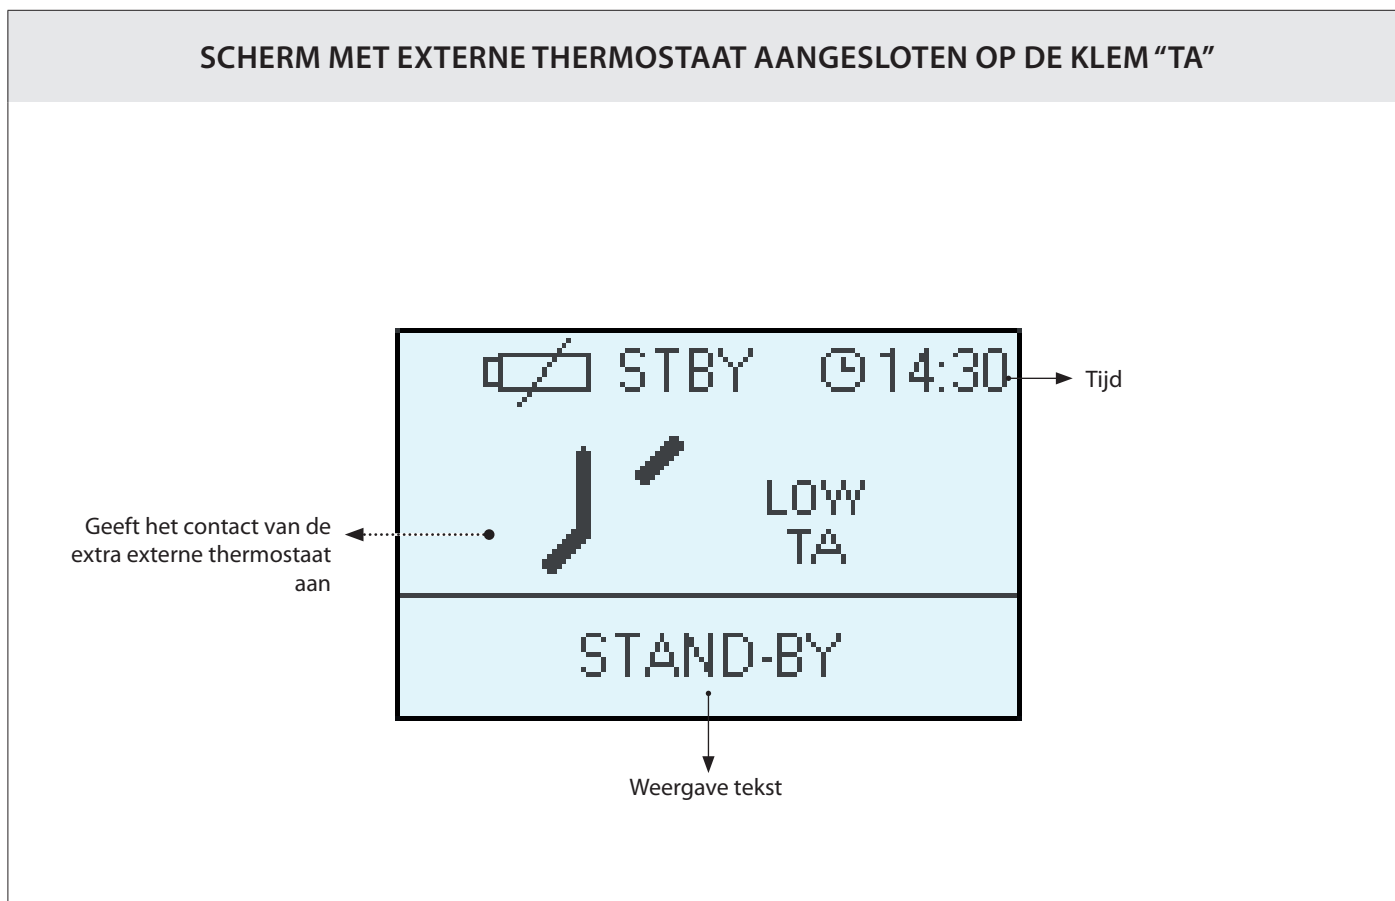 SCHERM MET EXTERNE THERMOSTAAT AANGESLOTEN OP DE KLEM “TA”
STBY 14:30
Tijd
LOW
TA
Geeft het contact van de
extra externe thermostaat
aan
STAND-BY
Weergave tekst